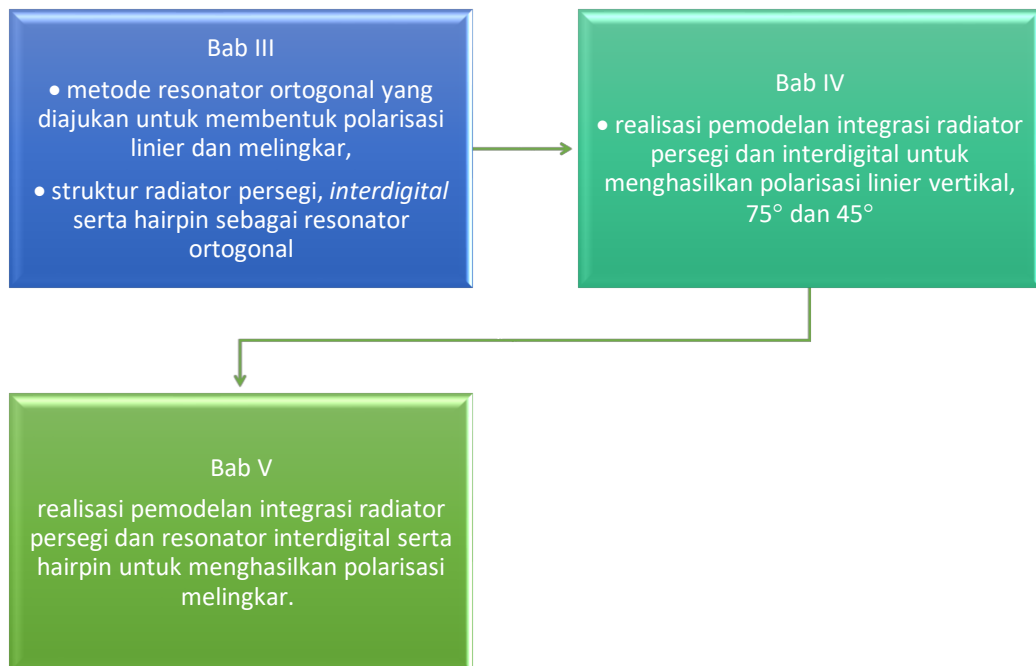 Bab III
• metode resonator ortogonal yang
diajukan untuk membentuk polarisasi
linier dan melingkar,
• struktur radiator persegi, interdigital
serta hairpin sebagai resonator
ortogonal
Bab IV
• realisasi pemodelan integrasi radiator
persegi dan interdigital untuk
menghasilkan polarisasi linier vertikal,
75° dan 45°
Bab V
realisasi pemodelan integrasi radiator
persegi dan resonator interdigital serta
hairpin untuk menghasilkan polarisasi
melingkar.